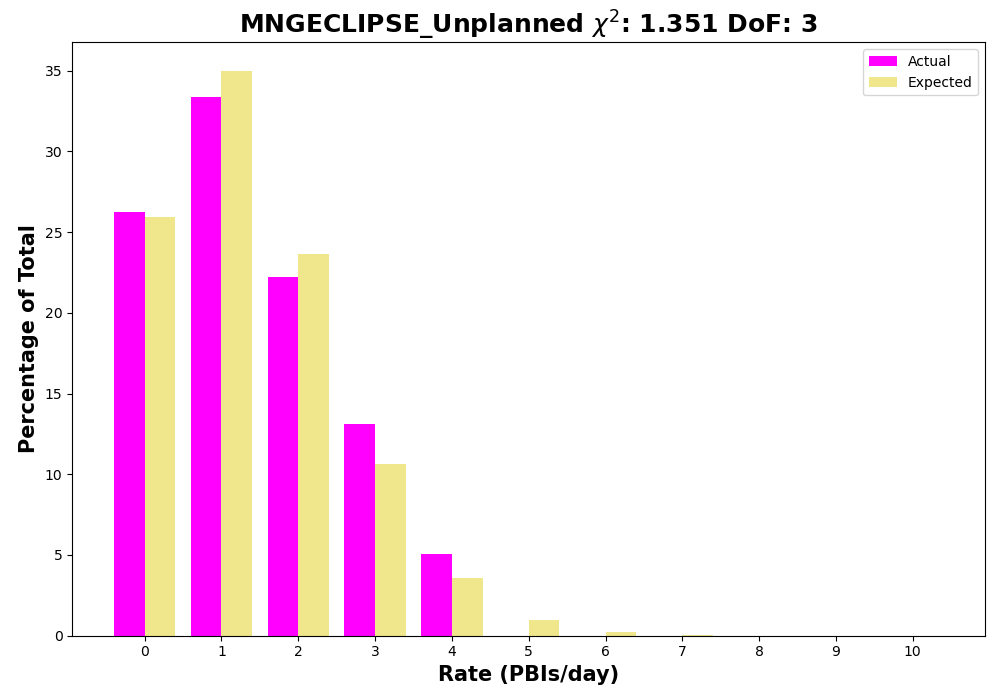 MNGECLIPSE_Unplanned χ²: 1.351 DoF: 3
Actual
Expected
Percentage of Total
35
30
25
20
15
10
5
0
0 1 2 3 4 5 6 7 8 9 10
Rate (PBIs/day)